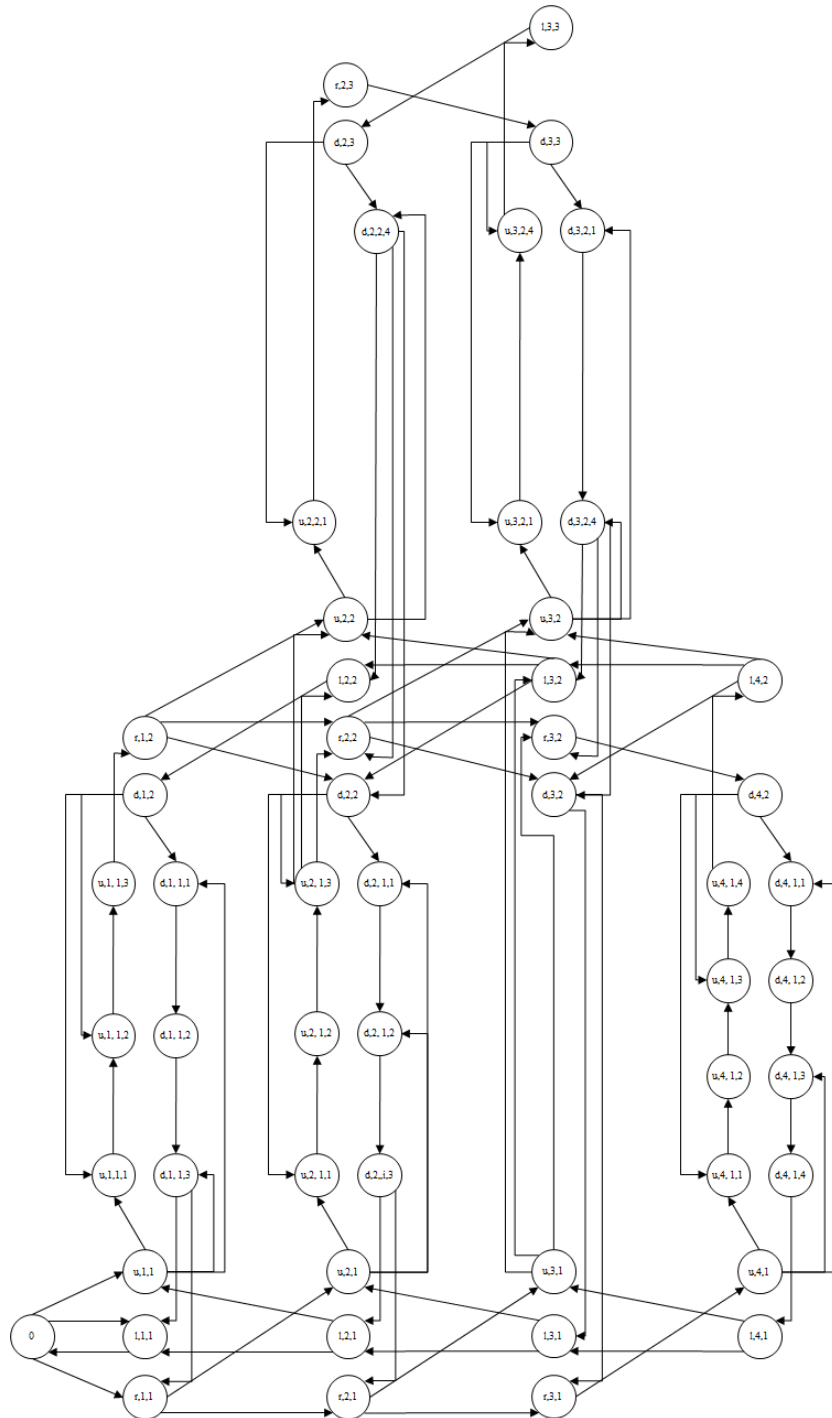 l,3,3
r,2,3
d,2,3 d,3,3
d,2,2,4 u,3,2,4 d,3,2,1
u,2,2,1 u,3,2,1 d,3,2,4
u,2,2 u,3,2
l,2,2 l,3,2 l,4,2
r,1,2 r,2,2 r,3,2
d,1,2 d,2,2 d,3,2 d,4,2
u,1, 1,3 d,1, 1,1 u,2, 1,3 d,2, 1,1 u,4, 1,4 d,4, 1,1
u,4, 1,3 d,4, 1,2
u,1, 1,2 d,1, 1,2 u,2, 1,2 d,2, 1,2
u,4, 1,2 d,4, 1,3
u,1,1,1 d,1, 1,3 u,2, 1,1 d,2,,i,3 u,4, 1,1 d,4, 1,4
u,1,1 u,2,1 u,3,1 u,4,1
0 l,1,1 l,2,1 l,3,1 l,4,1
r,1,1 r,2,1 r,3,1